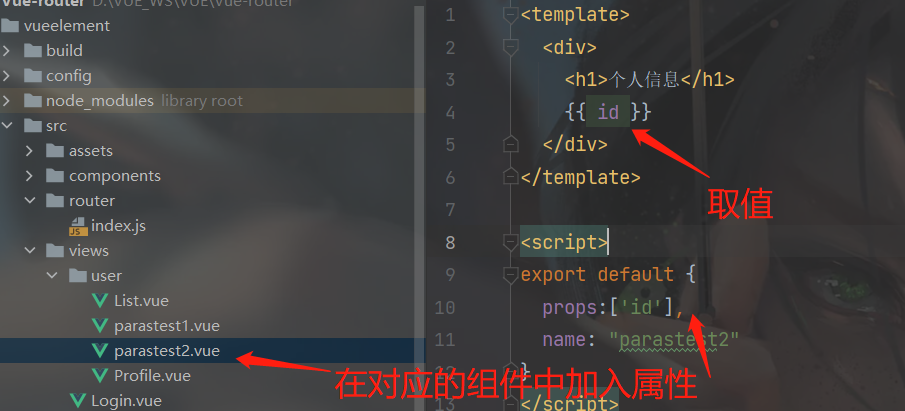 Vue-router D:\VUE_WS\VUE\Vue-router
vueelement
build
config
node_modules library root
src
assets
components
router
index.js
views
user
List.vue
parastest1.vue
parastest2.vue
Profile.vue
Login.vue
1 <template>
2 <div>
3 <h1>个人信息</h1>
4 {{ id }}
5 </div>
6 </template>
7
8 <script>
9 export default {
10 props:['id'],
11 name: "parastest2"
12 }
13 </script>
取值
在对应的组件中加入属性